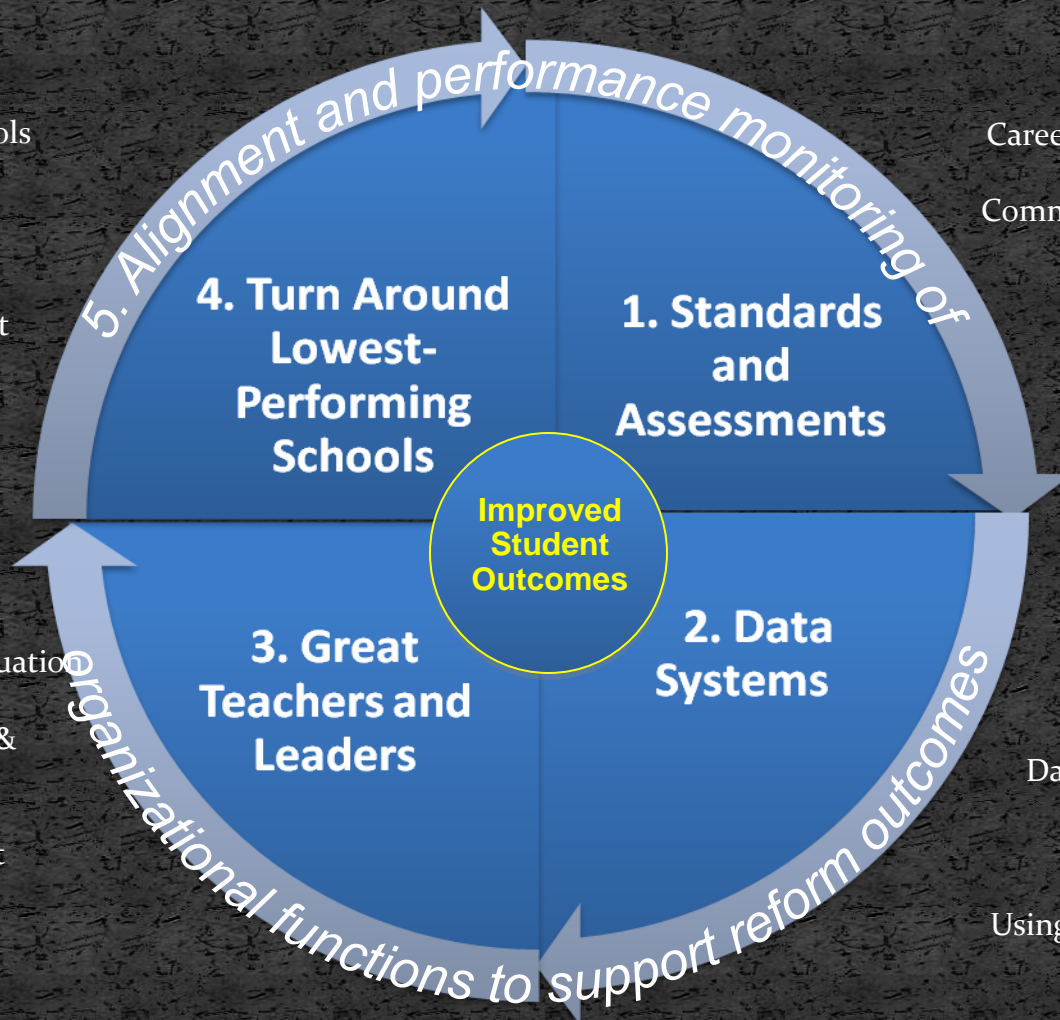 5. Alignment and performance monitoring of
4. Turn Around
Lowest-
Performing
Schools
1. Standards
and
Assessments
Improved
Student
Outcomes
3. Great
Teachers and
Leaders
2. Data
Systems
organizational functions to support reform outcomes
&
Using